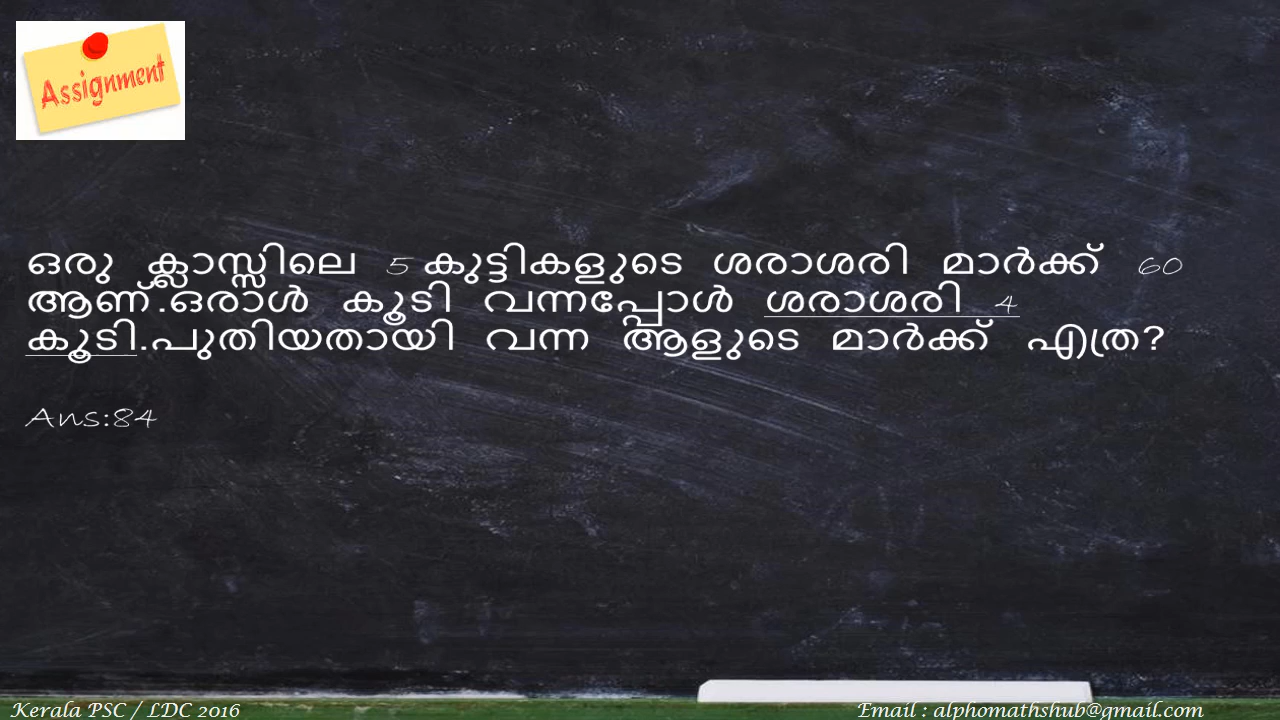 Assignment
ഒരു ക്ലാസ്സിലെ 5 കുട്ടികളുടെ ശരാശരി മാർക്ക് 60
ആണ്.ഒരാൾ കൂടി വന്നപ്പോൾ ശരാശരി 4
കൂടി.പുതിയതായി വന്ന ആളുടെ മാർക്ക് എത്ര?
Ans:84
Kerala PSC / LDC 2016
Email : alphomathshub@gmail.com